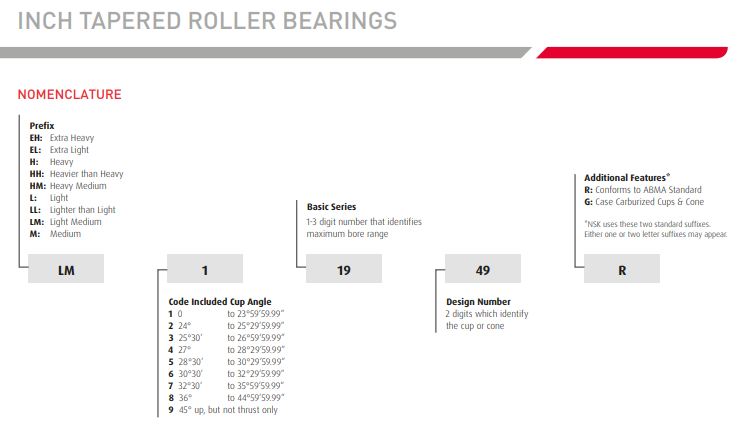 INCH TAPERED ROLLER BEARINGS
NOMENCLATURE
Prefix
EH: Extra Heavy
EL: Extra Light
H: Heavy
HH: Heavier than Heavy
HM: Heavy Medium
L: Light
LL: Lighter than Light
LM: Light Medium
M: Medium
LM
1
Code Included Cup Angle
1 0 to 23°59'59.99"
2 24° to 25°29'59.99"
3 25°30' to 26°59'59.99"
4 27° to 28°29'59.99"
5 28°30' to 30°29'59.99"
6 30°30' to 32°29'59.99"
7 32°30' to 35°59'59.99"
8 36° to 44°59'59.99"
9 45° up, but not thrust only
Basic Series
1-3 digit number that identifies
maximum bore range
19
49
Design Number
2 digits which identify
the cup or cone
Additional Features*
R: Conforms to ABMA Standard
G: Case Carburized Cups & Cone
*NSK uses these two standard suffixes.
Either one or two letter suffixes may appear.
R